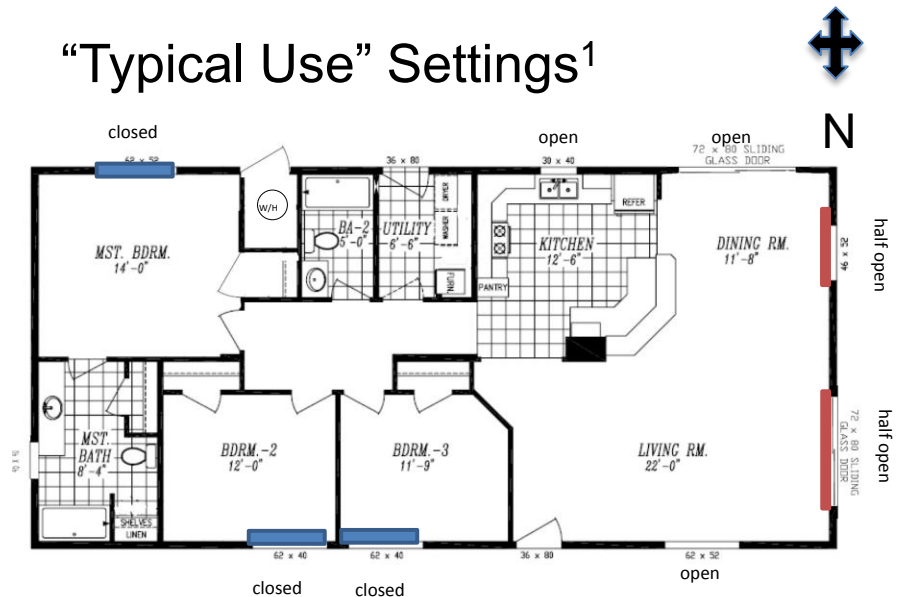 “Typical Use” Settings¹
N
closed
open
open
62 x 52
36 x 80
30 x 40
72 x 80 SLIDING
GLASS DOOR
W/H
BA-2
5'-0"
UTILITY
6'-6"
DRYER
WASHER
FURN.
REFER
KITCHEN
12'-6"
PANTRY
DINING RM.
11'-8"
46 x 52
half open
MST. BDRM.
14'-0"
MST.
BATH
8'-4"
SHELVES
LINEN
BDRM.-2
12'-0"
BDRM.-3
11'-9"
LIVING RM.
22'-0"
72 x 80 SLIDING
GLASS DOOR
half open
62 x 40
62 x 40
36 x 80
62 x 52
closed
closed
open